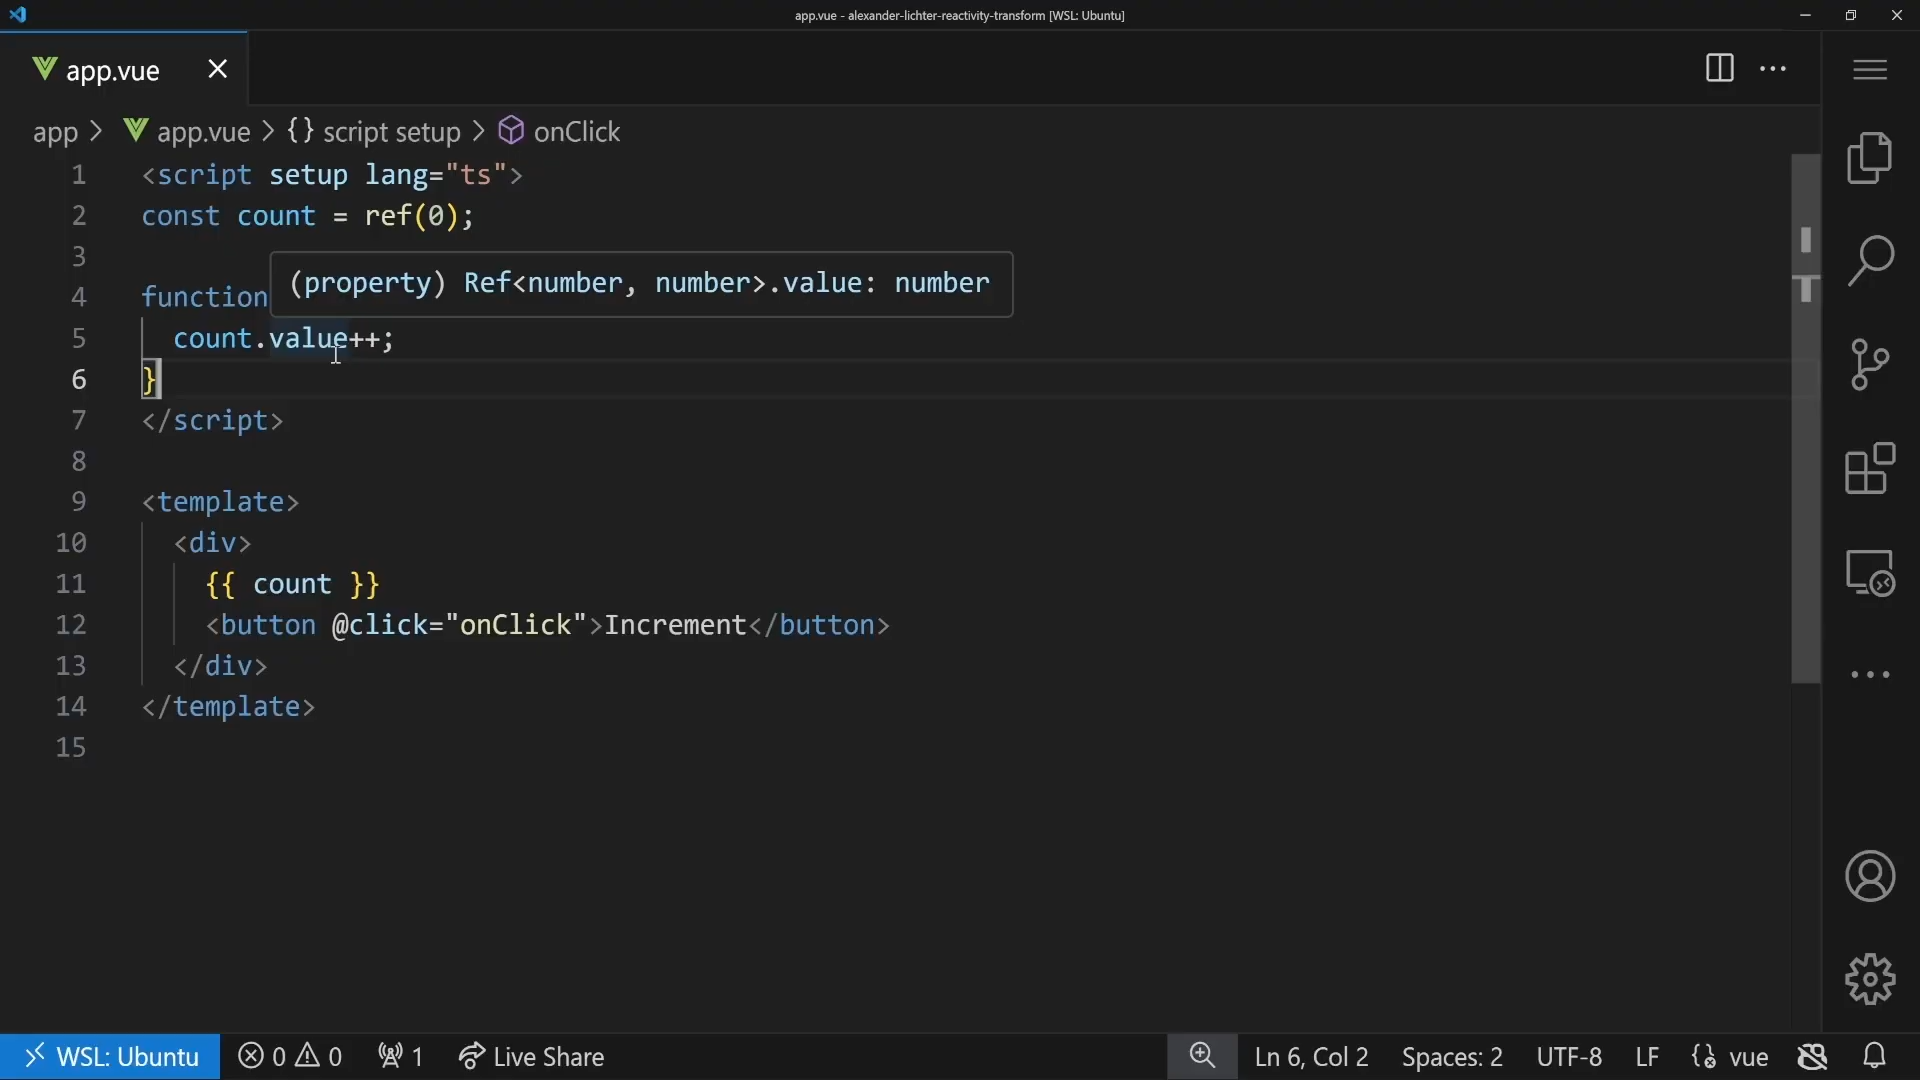 app.vue - alexander-lichter-reactivity-transform [WSL: Ubuntu]
app.vue
app > app.vue > {} script setup > onClick
1 <script setup lang="ts">
2 const count = ref(0);
3
(property) Ref<number, number>.value: number
4 function
5 count.value++;
6 }
7 </script>
8
9 <template>
10 <div>
11 {{ count }}
12 <button @click="onClick">Increment</button>
13 </div>
14 </template>
15
WSL: Ubuntu 0 0 1 Live Share Ln 6, Col 2 Spaces: 2 UTF-8 LF vue